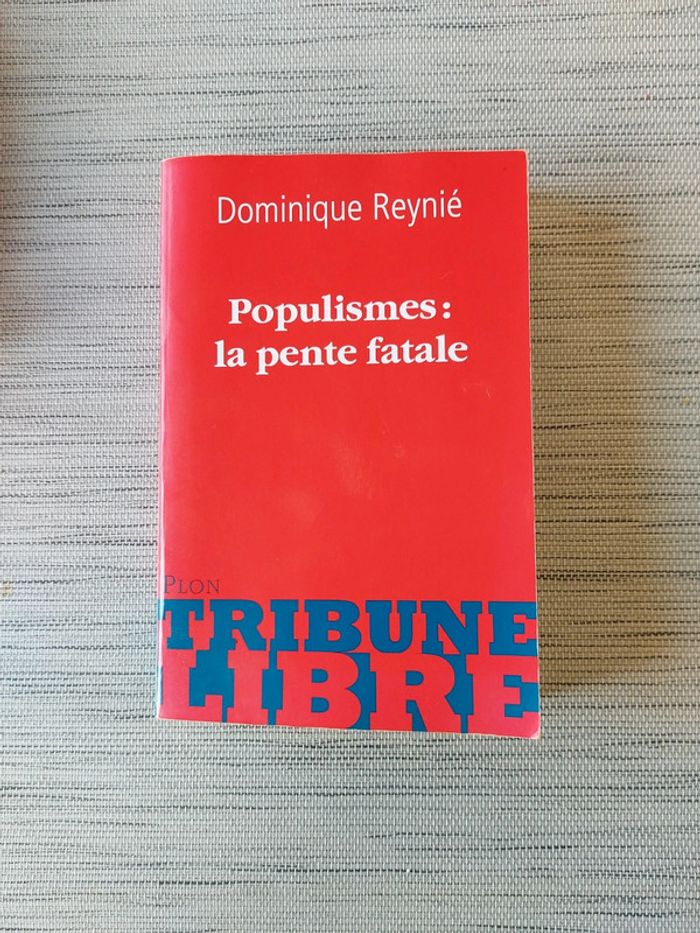 Dominique Reynié
Populismes :
la pente fatale
PLON
TRIBUNE
LIBRE